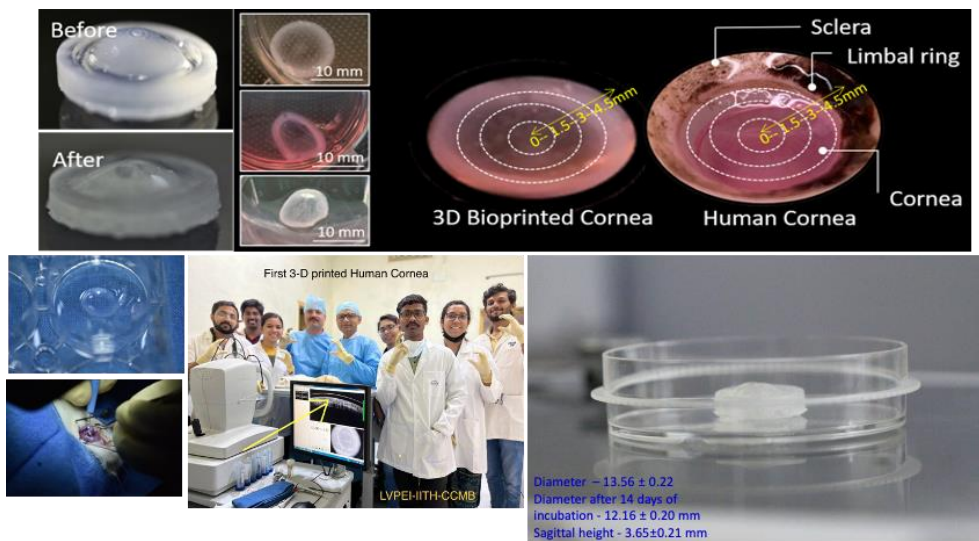 Before
After
10 mm
10 mm
10 mm
0-- 1.5--3--4.5mm
3D Bioprinted Cornea
Sclera
Limbal ring
0-- 1.5--3--4.5mm
Cornea
Human Cornea
First 3-D printed Human Cornea
LVPEI-IITH-CCMB
Diameter – 13.56 ± 0.22
Diameter after 14 days of
incubation - 12.16 ± 0.20 mm
Sagittal height - 3.65±0.21 mm